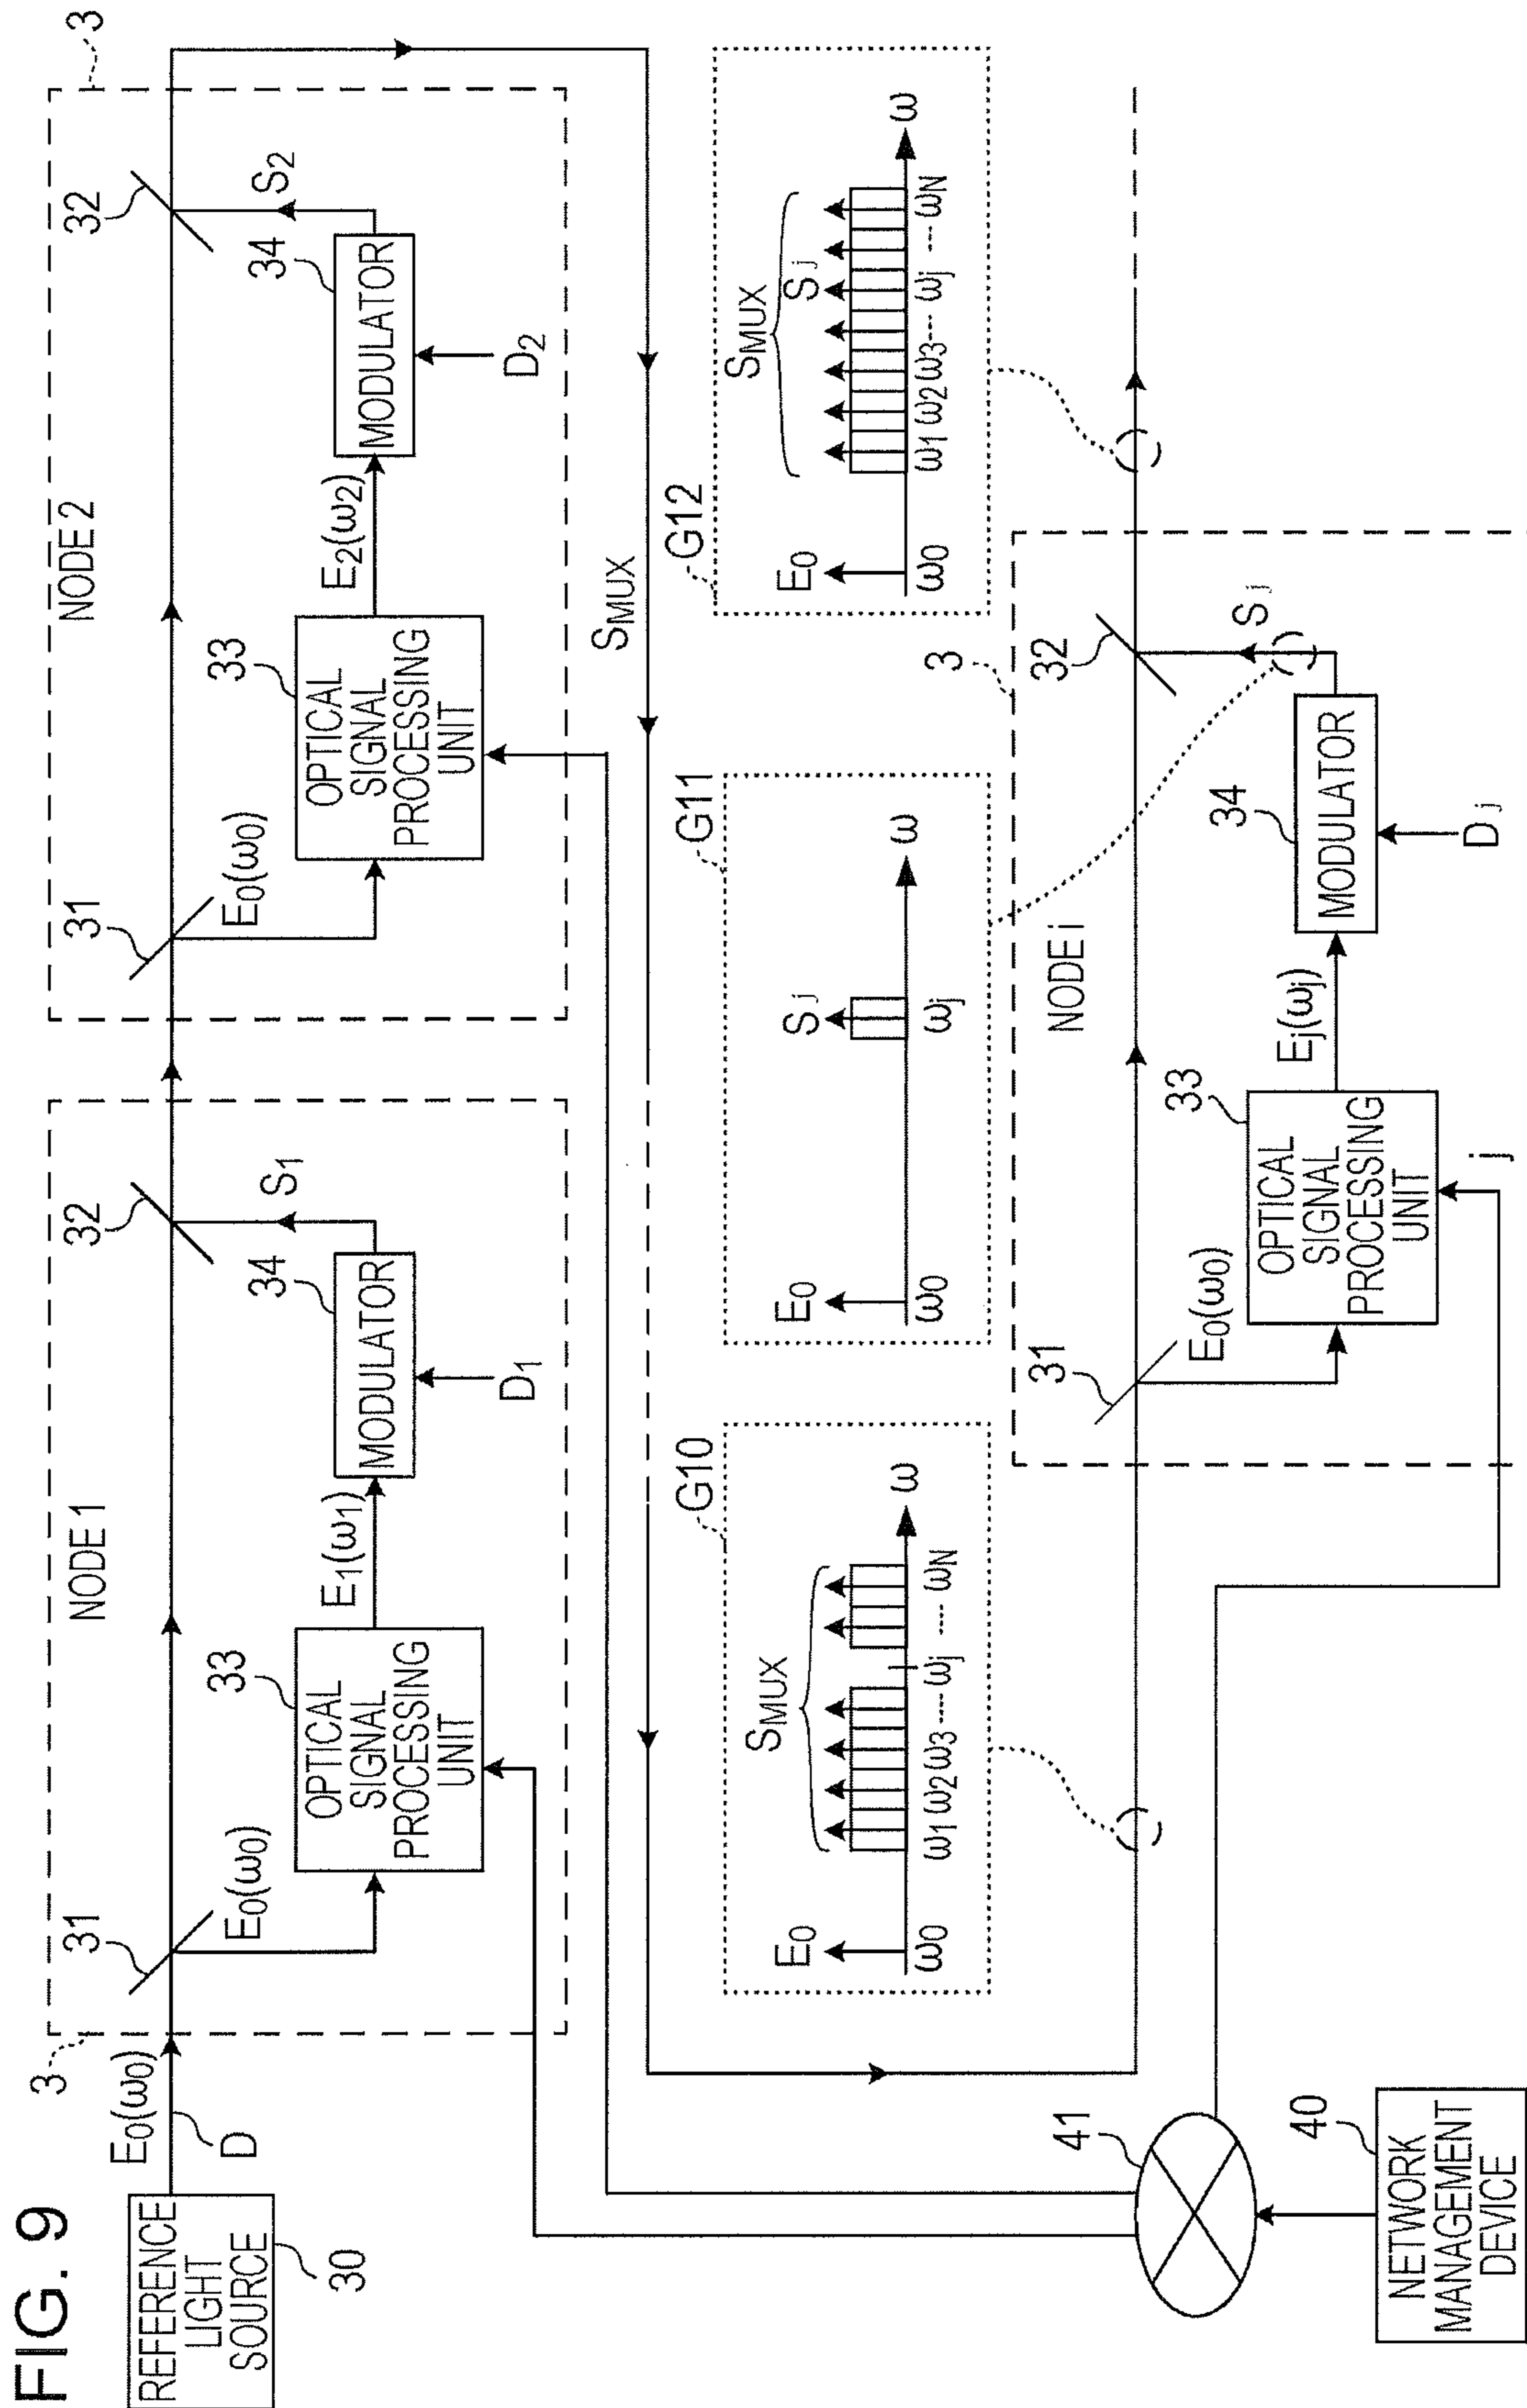 FIG. 9
REFERENCE
LIGHT
SOURCE
30
E0(ω0)
D
3
NODE 1
31
E0(ω0)
33
OPTICAL
SIGNAL
PROCESSING
UNIT
E1(ω1)
34
MODULATOR
D1
S1
32
3
NODE 2
31
E0(ω0)
33
OPTICAL
SIGNAL
PROCESSING
UNIT
E2(ω2)
34
MODULATOR
D2
S2
32
SMUX
G10
E0
SMUX
ω0
ω1 ω2 ω3 ---- ωj ---- ωN
ω
G11
E0
Sj
ω0
ωj
ω
G12
E0
SMUX
Sj
ω0
ω1 ω2 ω3 ---- ωj ---- ωN
ω
41
40
NETWORK
MANAGEMENT
DEVICE
3
NODE i
31
E0(ω0)
33
OPTICAL
SIGNAL
PROCESSING
UNIT
j
Ej(ωj)
34
MODULATOR
Dj
Sj
32